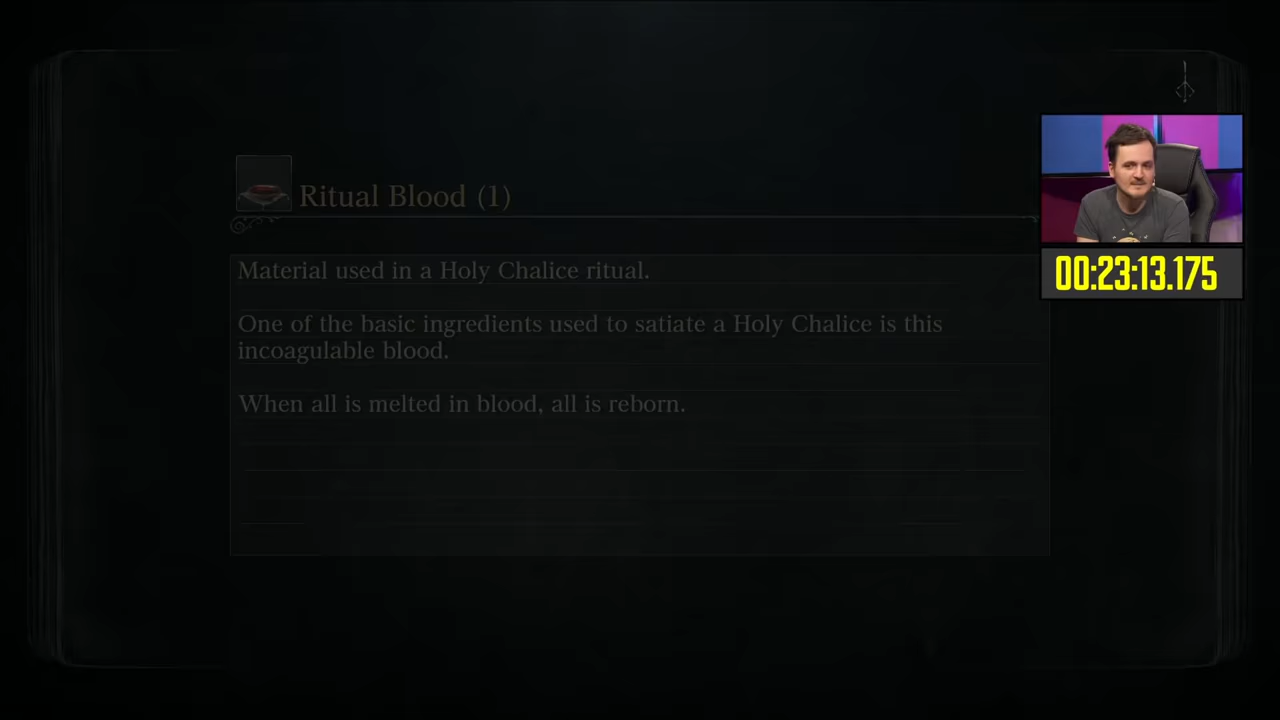 Ritual Blood (1)
Material used in a Holy Chalice ritual.
One of the basic ingredients used to satiate a Holy Chalice is this
incoagulable blood.
When all is melted in blood, all is reborn.
00:23:13.175